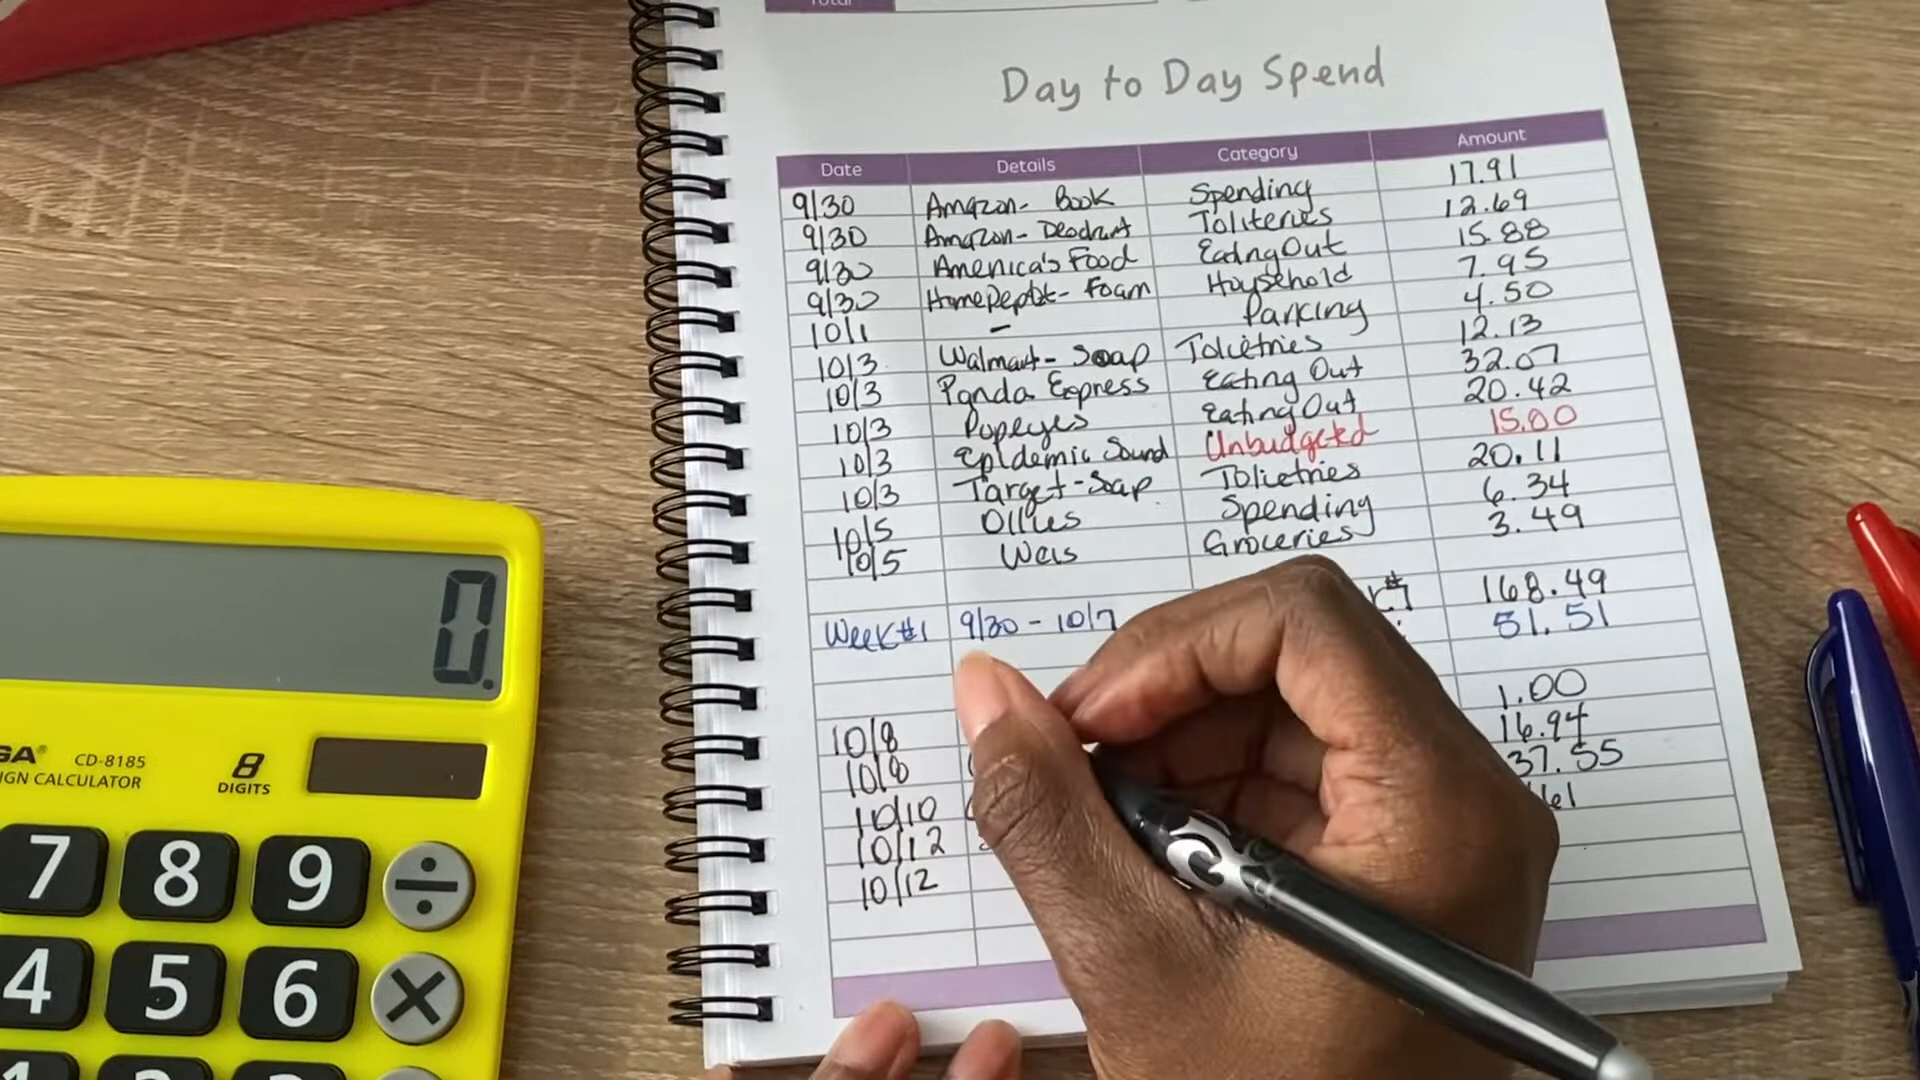 Total
Day to Day Spend
Date Details Category Amount
9/30 Amazon- Book Spending 17.91
9/30 Amazon- Deodrant Toliteries 12.69
9/30 America's Food Eating Out 15.88
9/30 HomeDepot- Foam Household 7.95
10/1 - Parking 4.50
10/3 Walmart- Soap Tolietries 12.13
10/3 Panda Express Eating Out 32.07
10/3 Popeyes Eating Out 20.42
10/3 Epidemic Sound Unbudgeted 15.00
10/3 Target-Soap Tolietries 20.11
10/5 Ollies Spending 6.34
10/5 Weis Groceries 3.49
168.49
Week #1 9/30 - 10/7 51.51
1.00
10/8 16.94
10/8 37.55
10/10
10/12
10/12
0.
CD-8185
IGN CALCULATOR
8
DIGITS
7 8 9 ÷
4 5 6 ×